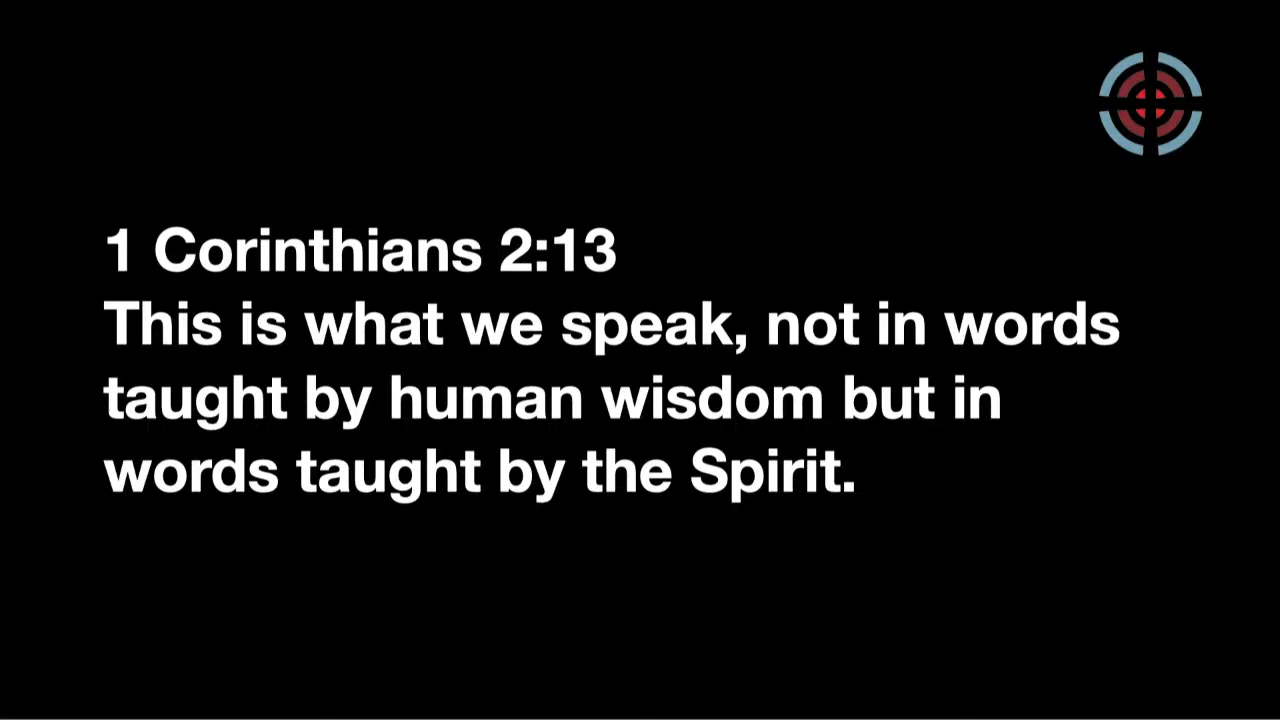 1 Corinthians 2:13
This is what we speak, not in words
taught by human wisdom but in
words taught by the Spirit.